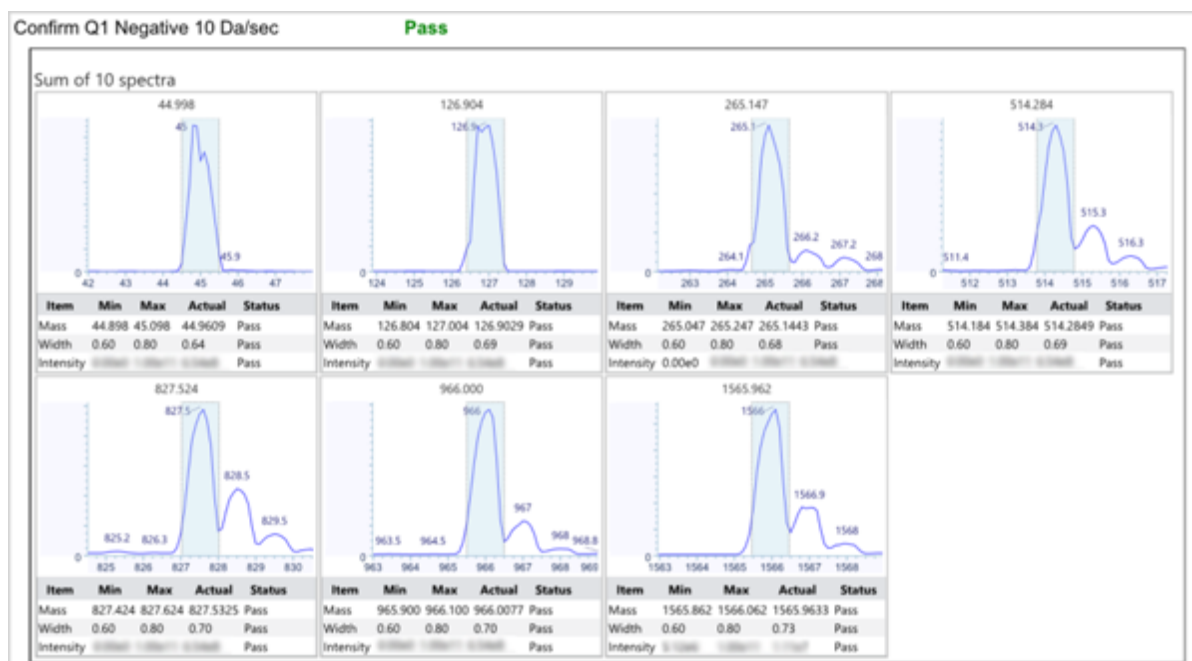 Confirm Q1 Negative 10 Da/sec Pass
Sum of 10 spectra
44.998 126.904 265.147 514.284
45 126.9 265.1 514.3
515.3
45.9 264.1 266.2 267.2 268 511.4 516.3
0 0 0 0
42 43 44 45 46 47 124 125 126 127 128 129 263 264 265 266 267 268 512 513 514 515 516 517
Item Min Max Actual Status Item Min Max Actual Status Item Min Max Actual Status Item Min Max Actual Status
Mass 44.898 45.098 44.9609 Pass Mass 126.804 127.004 126.9029 Pass Mass 265.047 265.247 265.1443 Pass Mass 514.184 514.384 514.2849 Pass
Width 0.60 0.80 0.64 Pass Width 0.60 0.80 0.69 Pass Width 0.60 0.80 0.68 Pass Width 0.60 0.80 0.69 Pass
Intensity Pass Intensity Pass Intensity 0.00e0 Pass Intensity Pass
827.524 966.000 1565.962
827.5 966 1566
828.5
829.5 967 1566.9
825.2 826.3 963.5 964.5 968 968.8 1568
0 0 0
825 826 827 828 829 830 963 964 965 966 967 968 969 1563 1564 1565 1566 1567 1568
Item Min Max Actual Status Item Min Max Actual Status Item Min Max Actual Status
Mass 827.424 827.624 827.5325 Pass Mass 965.900 966.100 966.0077 Pass Mass 1565.862 1566.062 1565.9633 Pass
Width 0.60 0.80 0.70 Pass Width 0.60 0.80 0.70 Pass Width 0.60 0.80 0.73 Pass
Intensity Pass Intensity Pass Intensity Pass